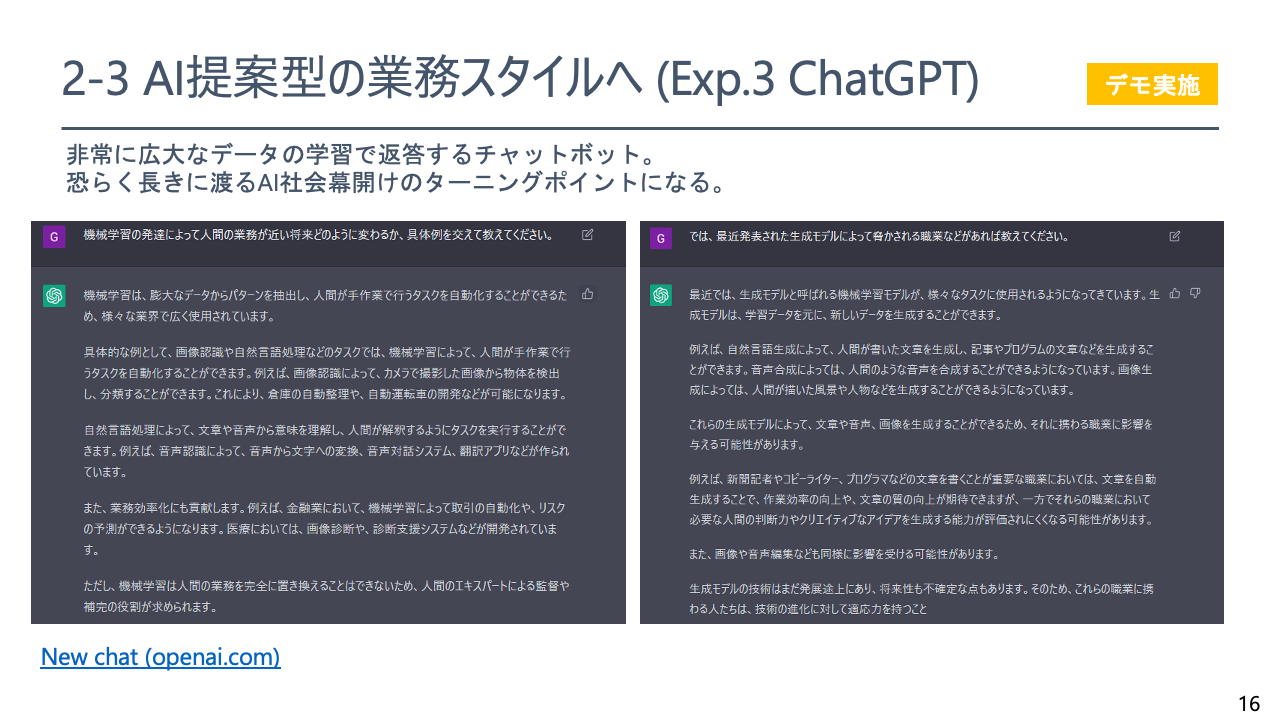 2-3 AI提案型の業務スタイルへ (Exp.3 ChatGPT)
デモ実施
非常に広大なデータの学習で返答するチャットボット。
恐らく長きに渡るAI社会幕開けのターニングポイントになる。
G
機械学習の発達によって人間の業務が近い将来どのように変わるか、具体例を交えて教えてください。
機械学習は、膨大なデータからパターンを抽出し、人間が手作業で行うタスクを自動化することができるた
め、様々な業界で広く使用されています。
具体的な例として、画像認識や自然言語処理などのタスクでは、機械学習によって、人間が手作業で行
うタスクを自動化することができます。例えば、画像認識によって、カメラで撮影した画像から物体を検出
し、分類することができます。これにより、倉庫の自動整理や、自動運転車の開発などが可能になります。
自然言語処理によって、文章や音声から意味を理解し、人間が解釈するようにタスクを実行することがで
きます。例えば、音声認識によって、音声から文字への変換、音声対話システム、翻訳アプリなどが作られ
ています。
また、業務効率化にも貢献します。例えば、金融業において、機械学習によって取引の自動化や、リスク
の予測ができるようになります。医療においては、画像診断や、診断支援システムなどが開発されていま
す。
ただし、機械学習は人間の業務を完全に置き換えることはできないため、人間のエキスパートによる監督や
補完の役割が求められます。
G
では、最近発表された生成モデルによって脅かされる職業などがあれば教えてください。
最近では、生成モデルと呼ばれる機械学習モデルが、様々なタスクに使用されるようになってきています。生
成モデルは、学習データを元に、新しいデータを生成することができます。
例えば、自然言語生成によって、人間が書いた文章を生成し、記事やプログラムの文章などを生成するこ
とができます。音声合成によっては、人間のような音声を合成することができるようになっています。画像生
成によっては、人間が描いた風景や人物などを生成することができるようになっています。
これらの生成モデルによって、文章や音声、画像を生成することができるため、それに携わる職業に影響を
与える可能性があります。
例えば、新聞記者やコピーライター、プログラマなどの文章を書くことが重要な職業においては、文章を自動
生成することで、作業効率の向上や、文章の質の向上が期待できますが、一方でそれらの職業において
必要な人間の判断力やクリエイティブなアイデアを生成する能力が評価されにくくなる可能性があります。
また、画像や音声編集なども同様に影響を受ける可能性があります。
生成モデルの技術はまだ発展途上にあり、将来性も不確定な点もあります。そのため、これらの職業に携
わる人たちは、技術の進化に対して適応力を持つこと
New chat (openai.com)
16